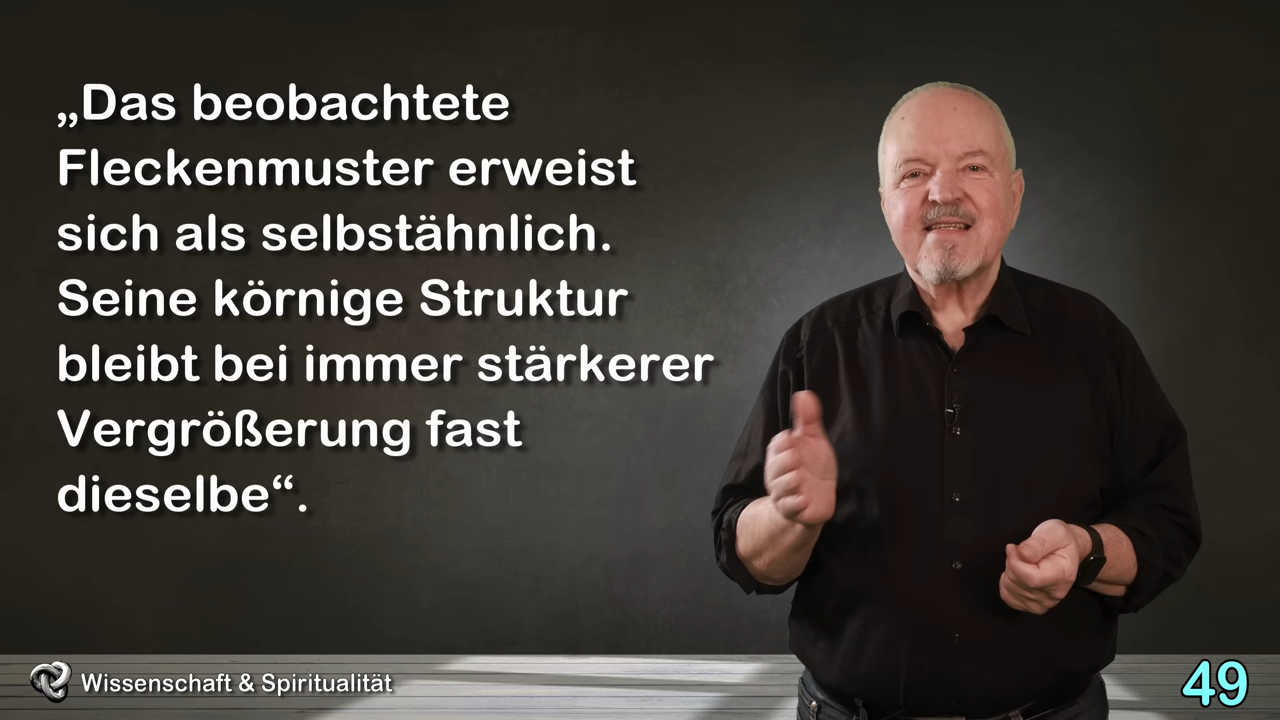 „Das beobachtete
Fleckenmuster erweist
sich als selbstähnlich.
Seine körnige Struktur
bleibt bei immer stärkerer
Vergrößerung fast
dieselbe“.
Wissenschaft & Spiritualität
49